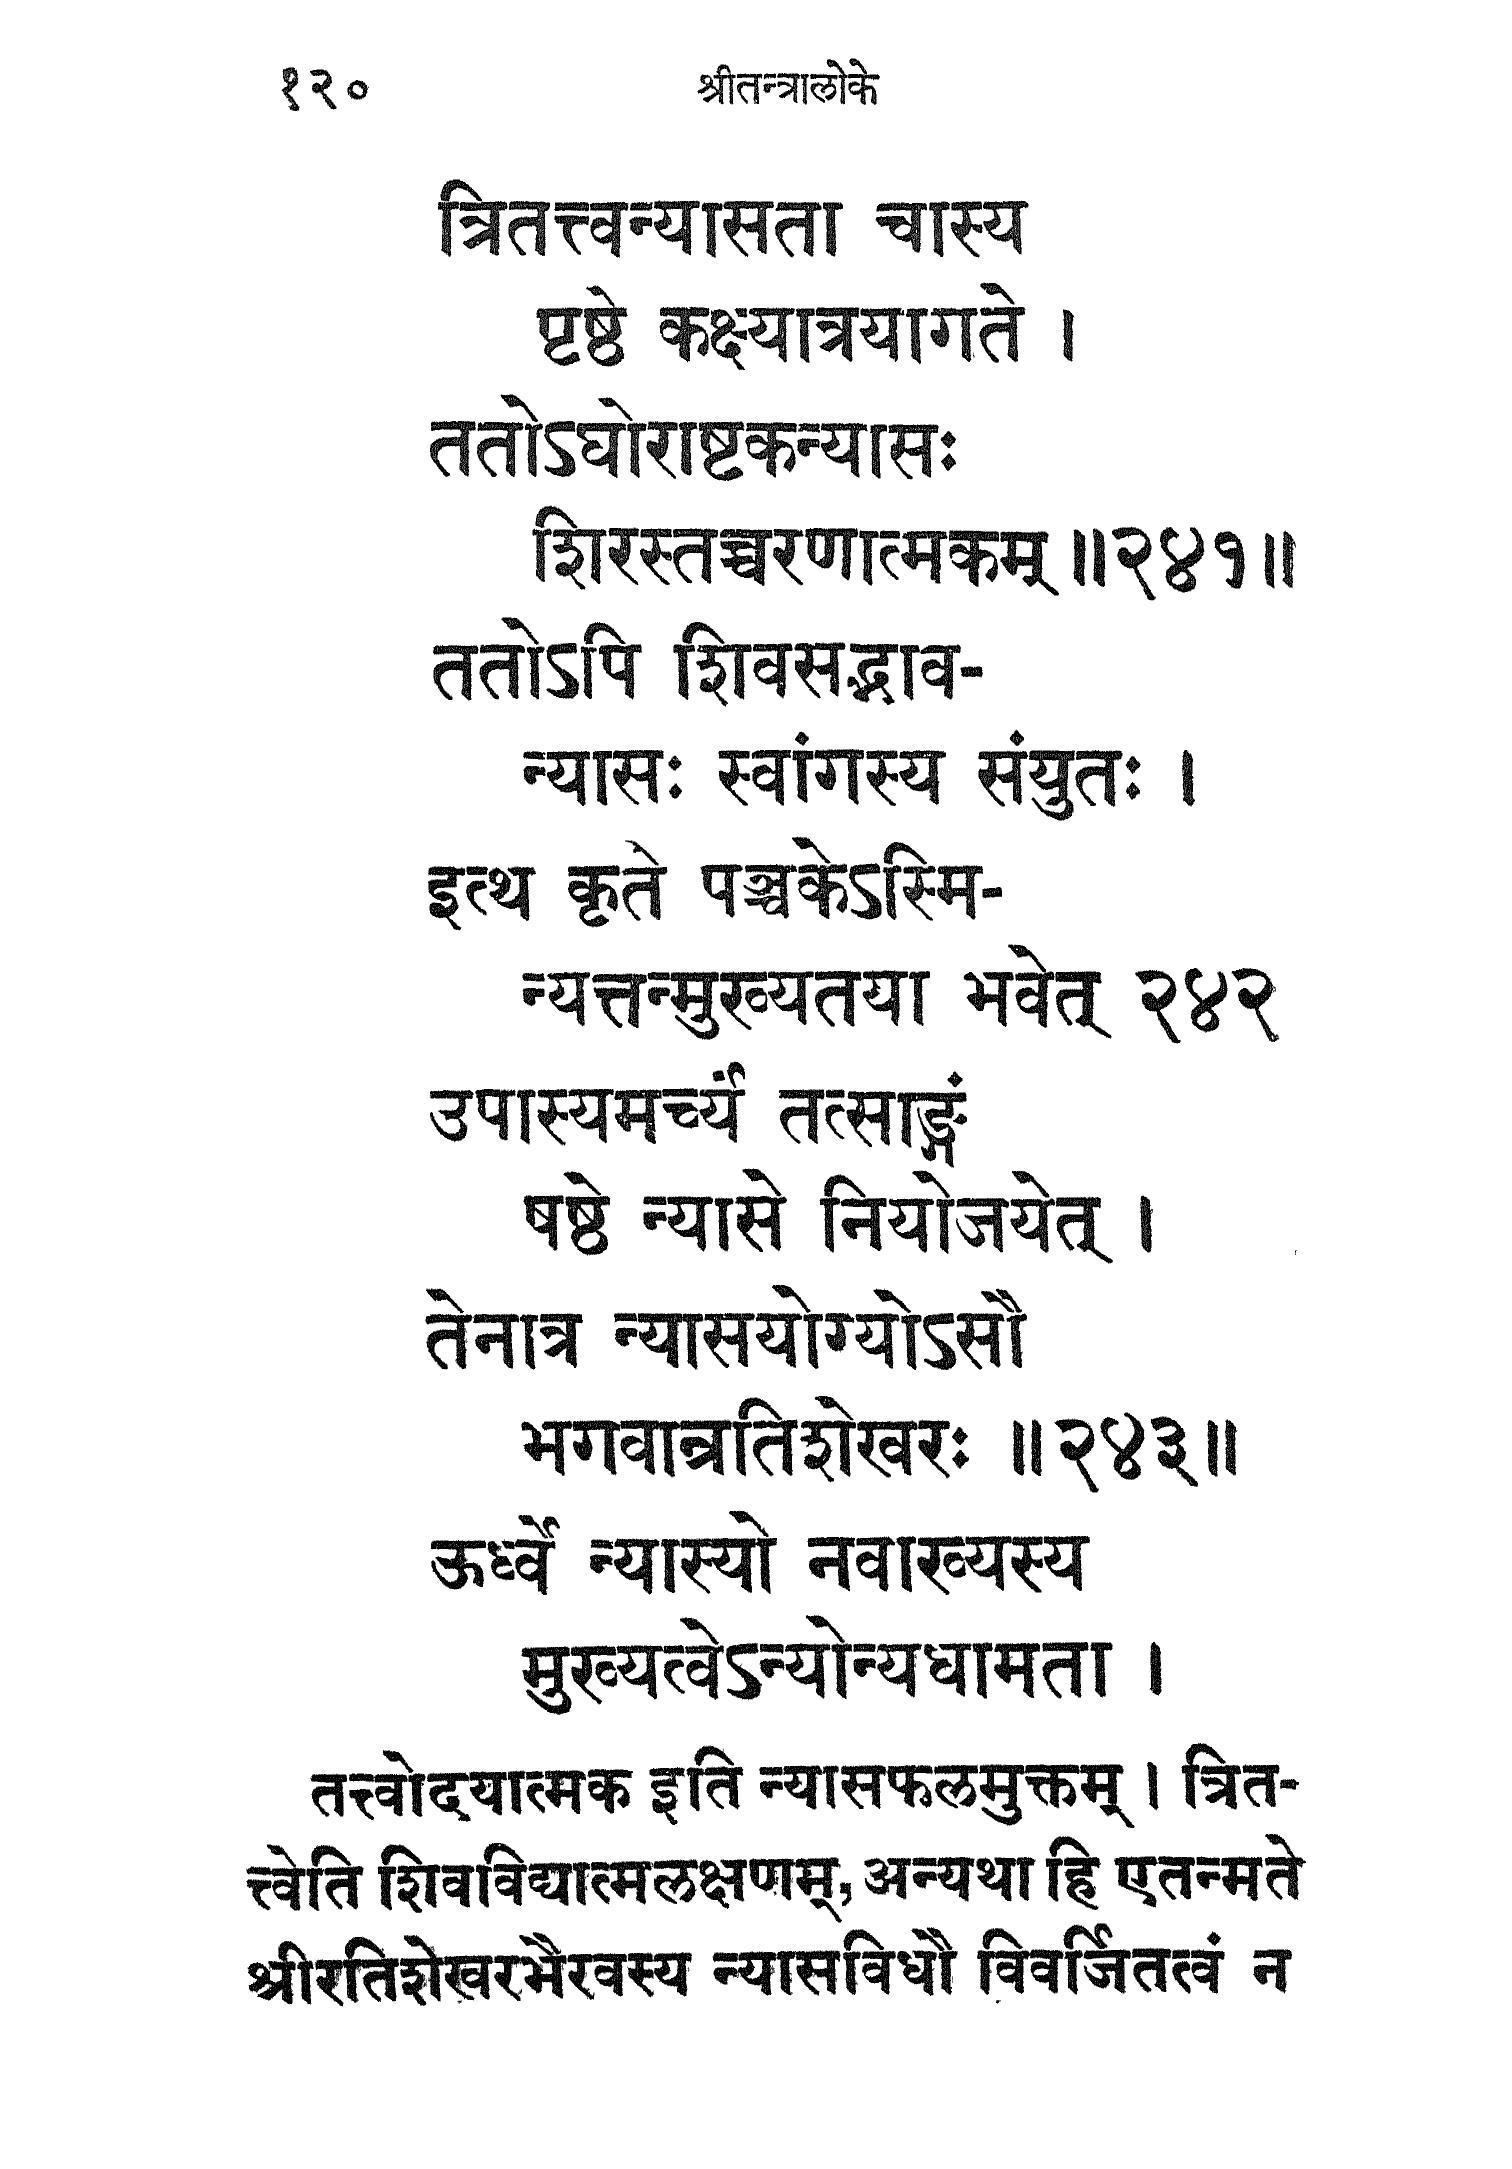 १२० श्रीतन्त्रालोके
त्रितत्त्वन्यासता चास्य
पृष्ठे कक्ष्यात्रयागते ।
ततोऽघोराष्टकन्यासः
शिरस्तच्चरणात्मकम् ॥२४१॥
ततोऽपि शिवसद्भाव-
न्यासः स्वांगस्य संयुतः ।
इत्थ कृते पञ्चकेऽस्मि-
न्यत्तन्मुख्यतया भवेत् २४२
उपास्यमर्च्यं तत्साङ्गं
षष्ठे न्यासे नियोजयेत् ।
तेनात्र न्यासयोग्योऽसौ
भगवान्रतिशेखरः ॥२४३॥
ऊर्ध्वे न्यास्यो नवाख्यस्य
मुख्यत्वेऽन्योन्यधामता ।
तत्त्वोदयात्मक इति न्यासफलमुक्तम् । त्रित-
त्त्वेति शिवविद्यात्मलक्षणम्, अन्यथा हि एतन्मते
श्रीरतिशेखरभैरवस्य न्यासविधौ विवर्जितत्वं न